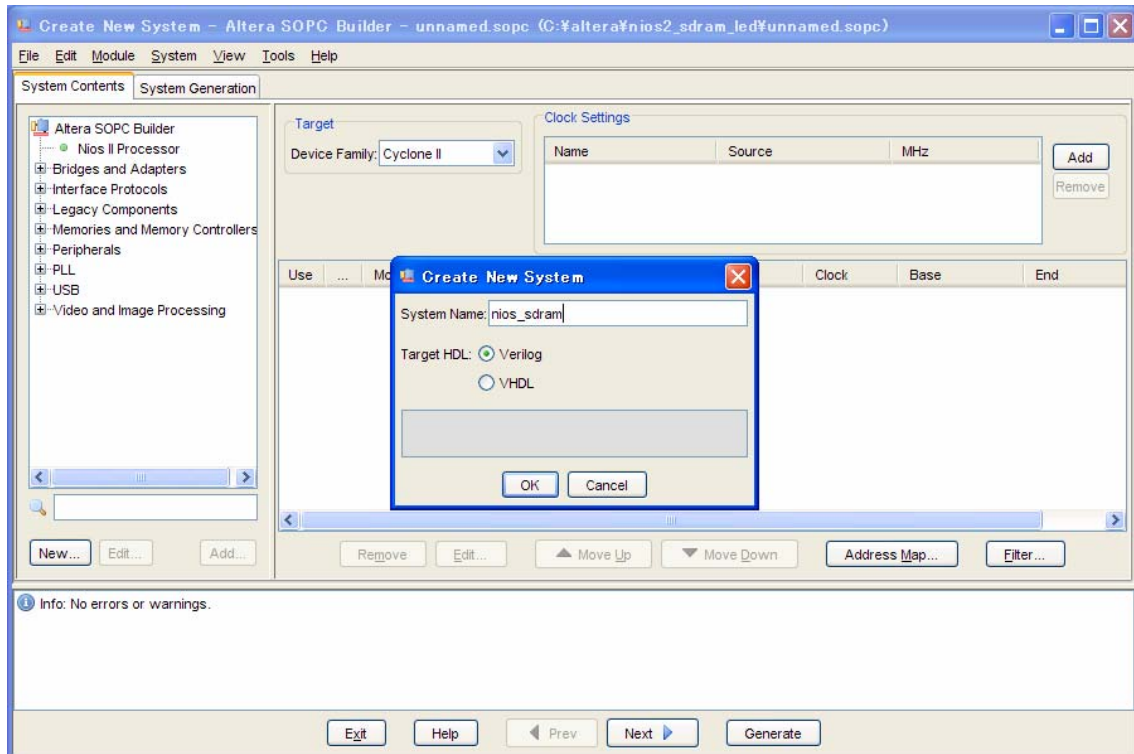 Create New System - Altera SOPC Builder - unnamed.sopc (C:¥altera¥nios2_sdram_led¥unnamed.sopc)
File Edit Module System View Tools Help
System Contents System Generation
Altera SOPC Builder
Nios II Processor
Bridges and Adapters
Interface Protocols
Legacy Components
Memories and Memory Controllers
Peripherals
PLL
USB
Video and Image Processing
New... Edit... Add...
Target
Device Family: Cyclone II
Clock Settings
Name Source MHz
Add
Remove
Use ... Mo Clock Base End
Create New System
System Name: nios_sdram
Target HDL: Verilog
VHDL
OK Cancel
Remove Edit... Move Up Move Down Address Map... Filter...
Info: No errors or warnings.
Exit Help Prev Next Generate